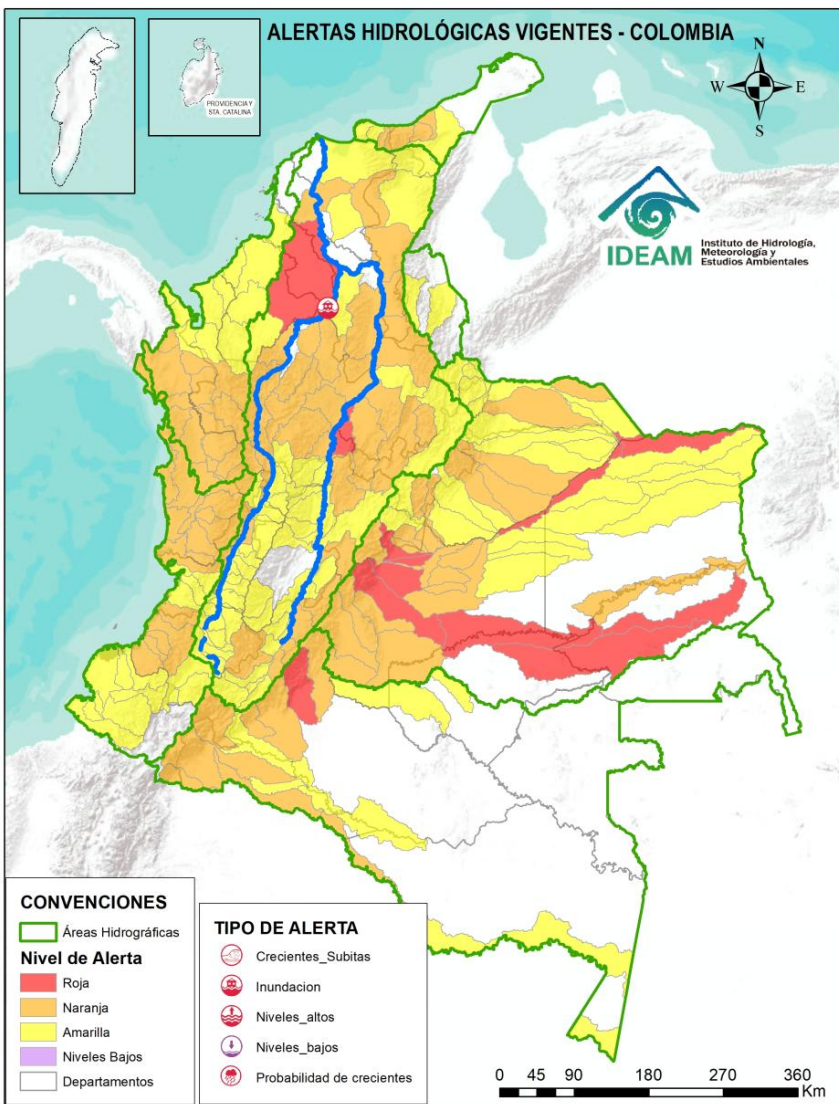 ALERTAS HIDROLÓGICAS VIGENTES - COLOMBIA
PROVIDENCIA Y
STA. CATALINA
N
W E
S
IDEAM
Instituto de Hidrología,
Meteorología y
Estudios Ambientales
CONVENCIONES
Áreas Hidrográficas
Nivel de Alerta
Roja
Naranja
Amarilla
Niveles Bajos
Departamentos
TIPO DE ALERTA
Crecientes_Subitas
Inundacion
Niveles_altos
Niveles_bajos
Probabilidad de crecientes
0 45 90 180 270 360
Km